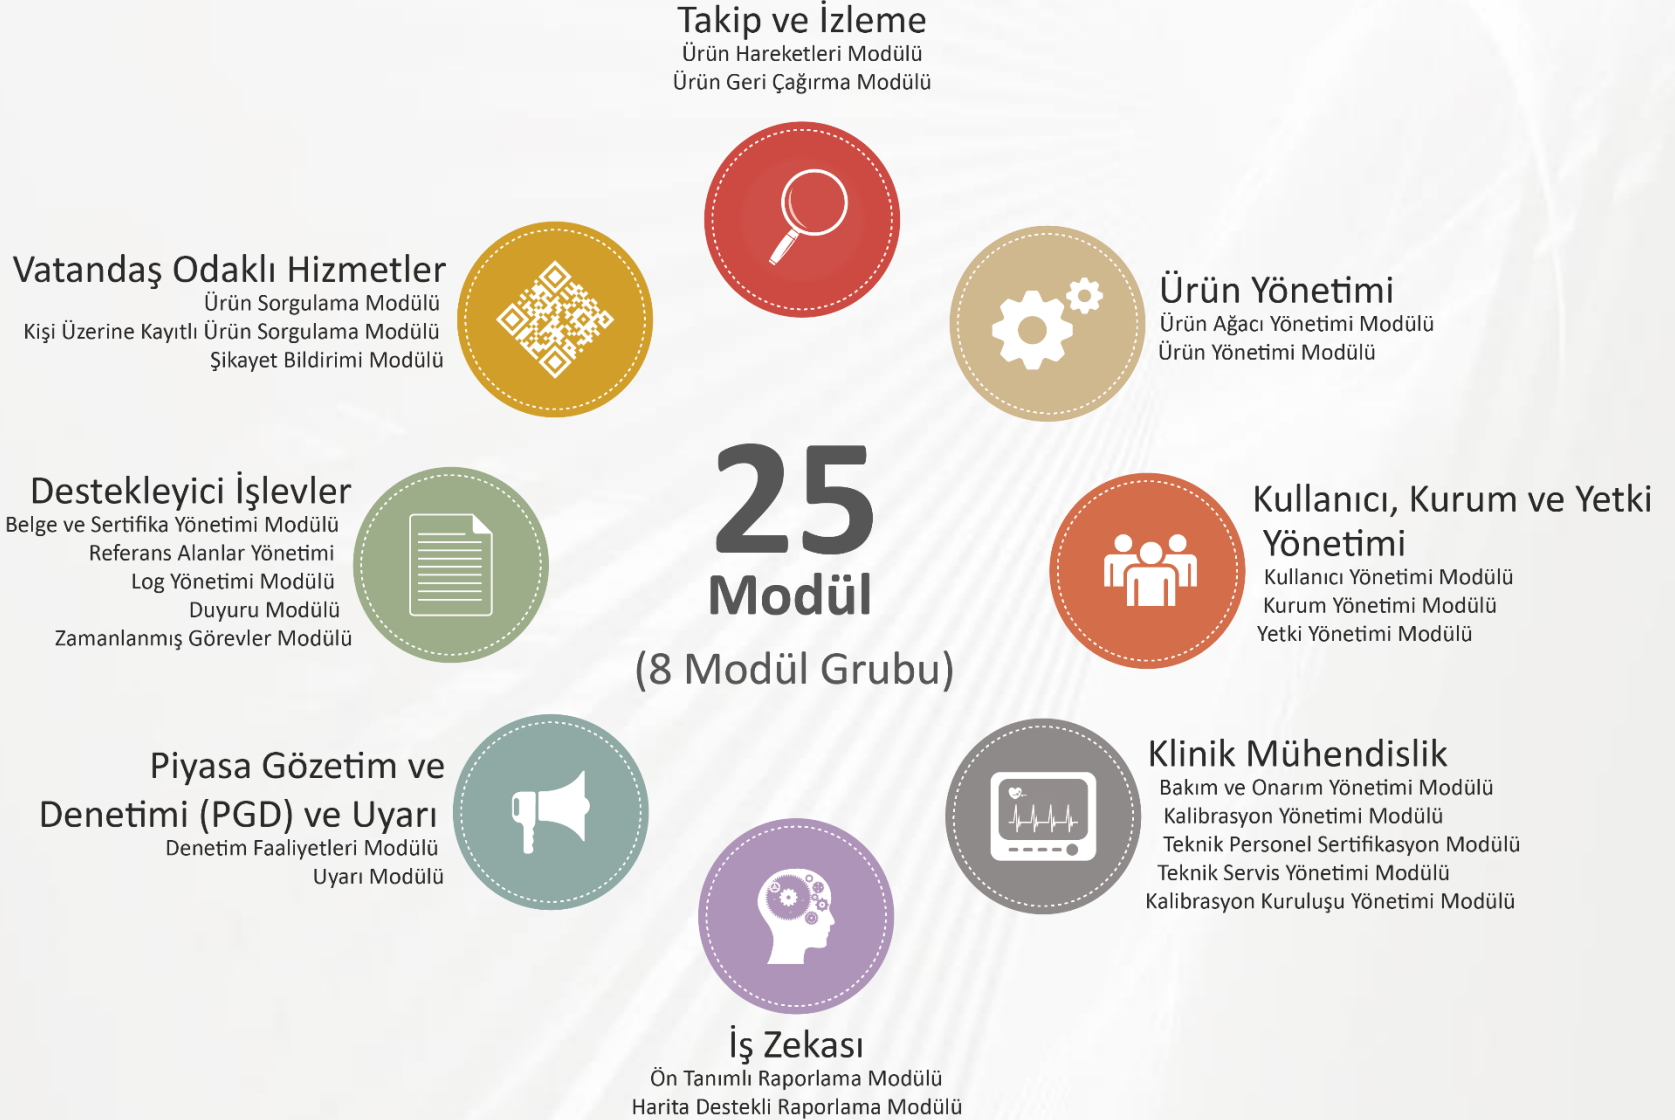 Takip ve İzleme
Ürün Hareketleri Modülü
Ürün Geri Çağırma Modülü
Vatandaş Odaklı Hizmetler
Ürün Sorgulama Modülü
Kişi Üzerine Kayıtlı Ürün Sorgulama Modülü
Şikayet Bildirimi Modülü
Ürün Yönetimi
Ürün Ağacı Yönetimi Modülü
Ürün Yönetimi Modülü
Destekleyici İşlevler
Belge ve Sertifika Yönetimi Modülü
Referans Alanlar Yönetimi
Log Yönetimi Modülü
Duyuru Modülü
Zamanlanmış Görevler Modülü
25
Modül
(8 Modül Grubu)
Kullanıcı, Kurum ve Yetki
Yönetimi
Kullanıcı Yönetimi Modülü
Kurum Yönetimi Modülü
Yetki Yönetimi Modülü
Piyasa Gözetim ve
Denetimi (PGD) ve Uyarı
Denetim Faaliyetleri Modülü
Uyarı Modülü
Klinik Mühendislik
Bakım ve Onarım Yönetimi Modülü
Kalibrasyon Yönetimi Modülü
Teknik Personel Sertifikasyon Modülü
Teknik Servis Yönetimi Modülü
Kalibrasyon Kuruluşu Yönetimi Modülü
İş Zekası
Ön Tanımlı Raporlama Modülü
Harita Destekli Raporlama Modülü